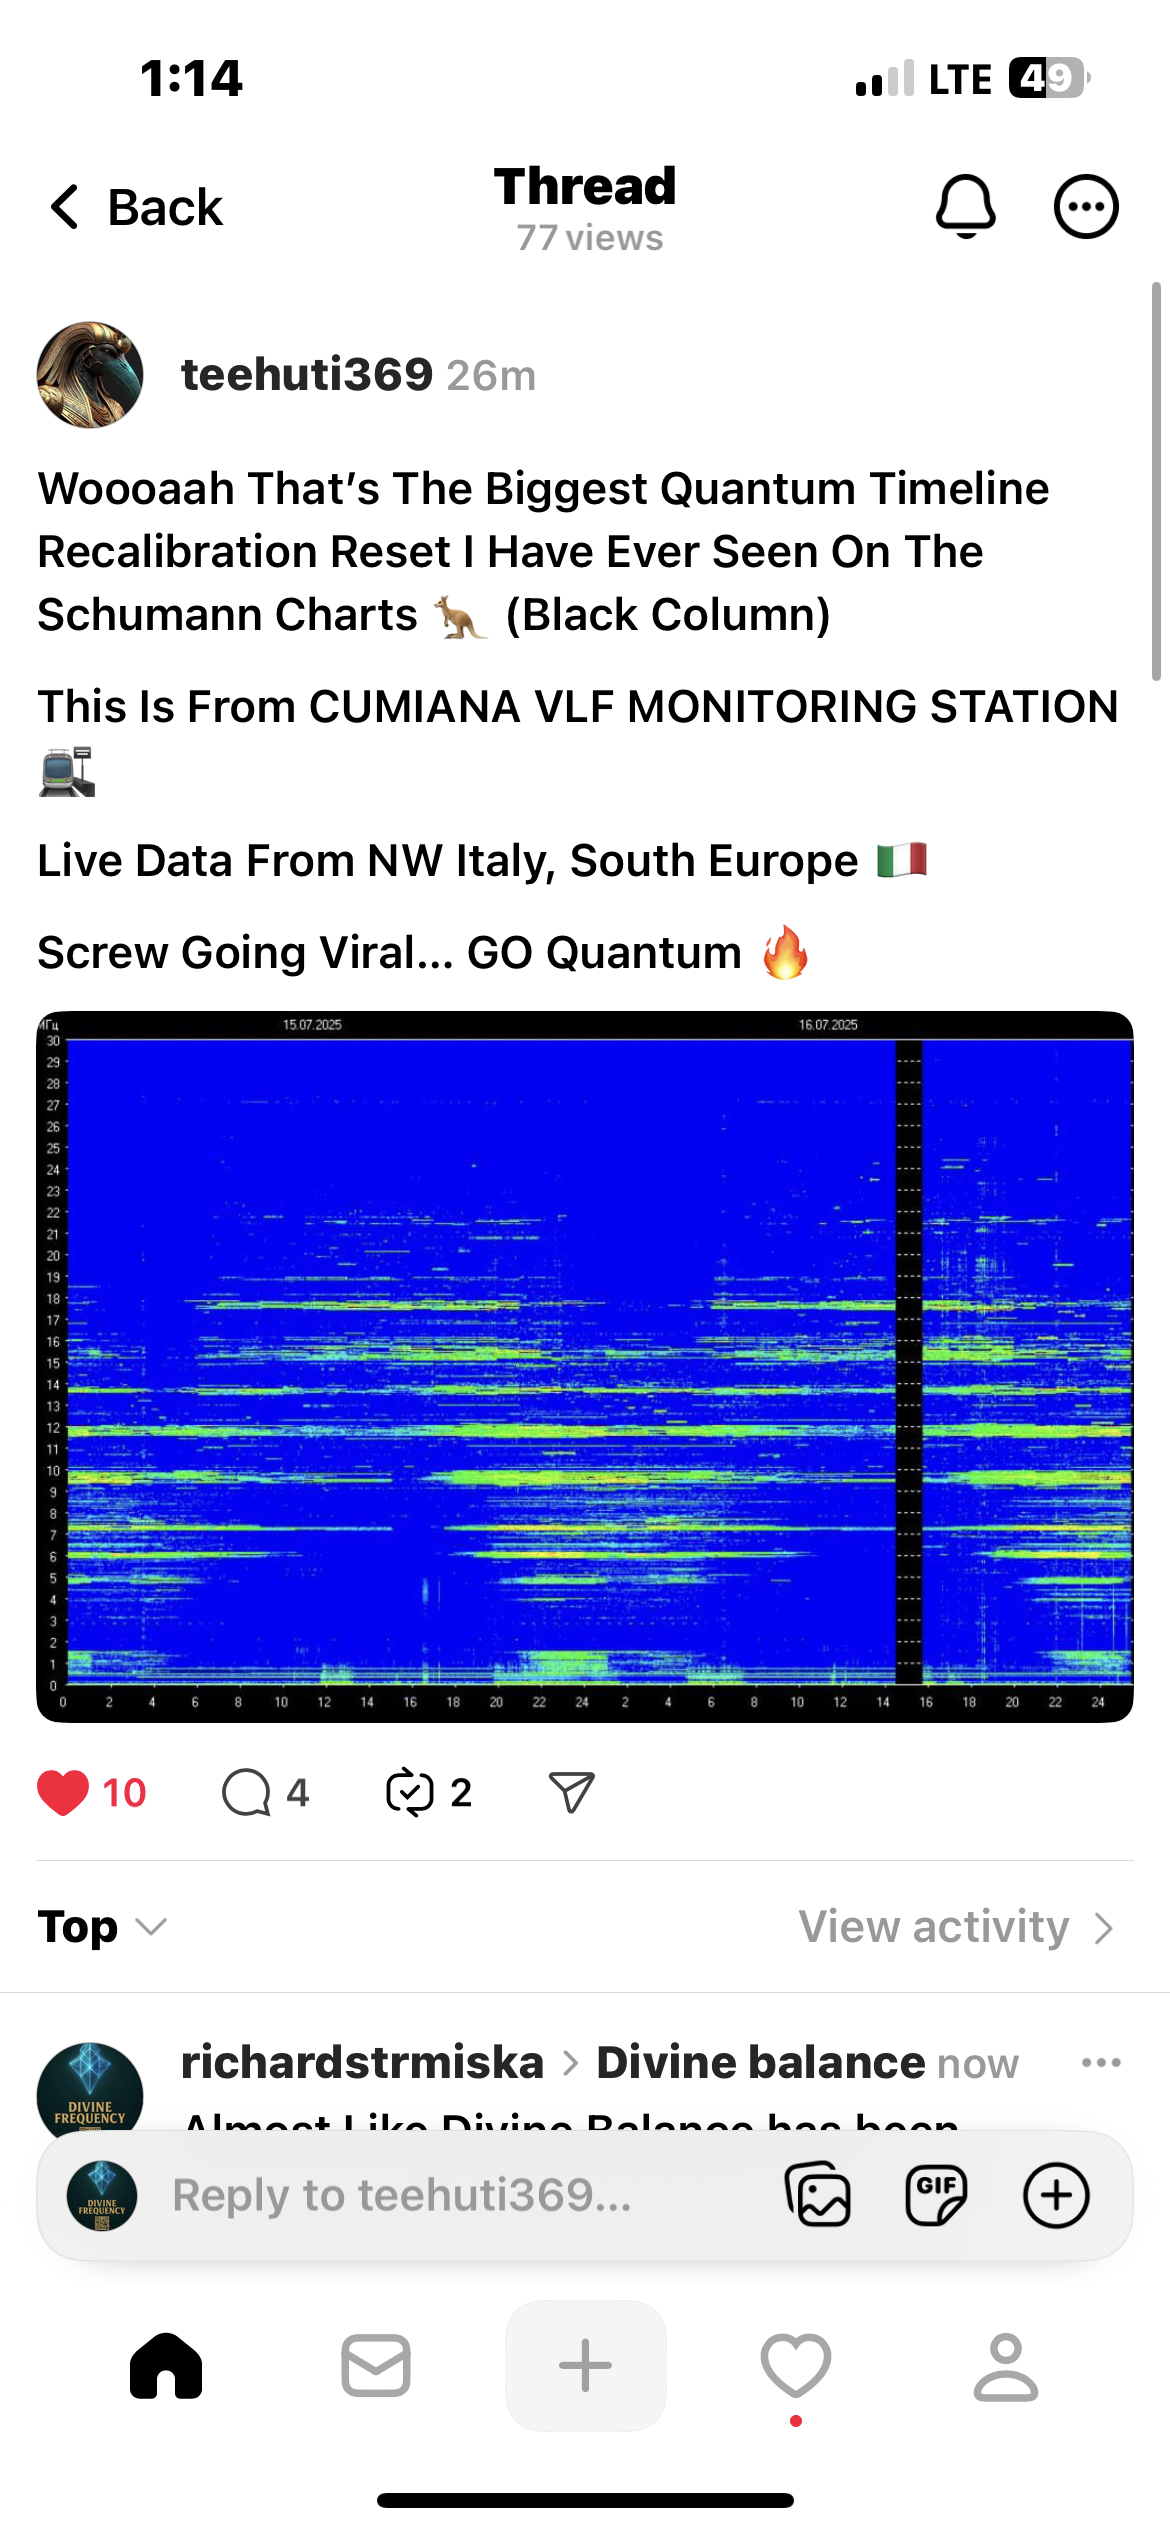 1:14
LTE 49
Back
Thread
77 views
teehuti369 26m
Woooaah That's The Biggest Quantum Timeline
Recalibration Reset I Have Ever Seen On The
Schumann Charts 🦘 (Black Column)
This Is From CUMIANA VLF MONITORING STATION
🚉
Live Data From NW Italy, South Europe 🇮🇹
Screw Going Viral... GO Quantum 🔥
МГц 15.07.2025 16.07.2025
30
29
28
27
26
25
24
23
22
21
20
19
18
17
16
15
14
13
12
11
10
9
8
7
6
5
4
3
2
1
0
0 2 4 6 8 10 12 14 16 18 20 22 24 2 4 6 8 10 12 14 16 18 20 22 24
10 4 2
Top
View activity
richardstrmiska > Divine balance now
DIVINE
FREQUENCY
Almost Like Divine Balance has been
DIVINE
FREQUENCY
Reply to teehuti369...
GIF